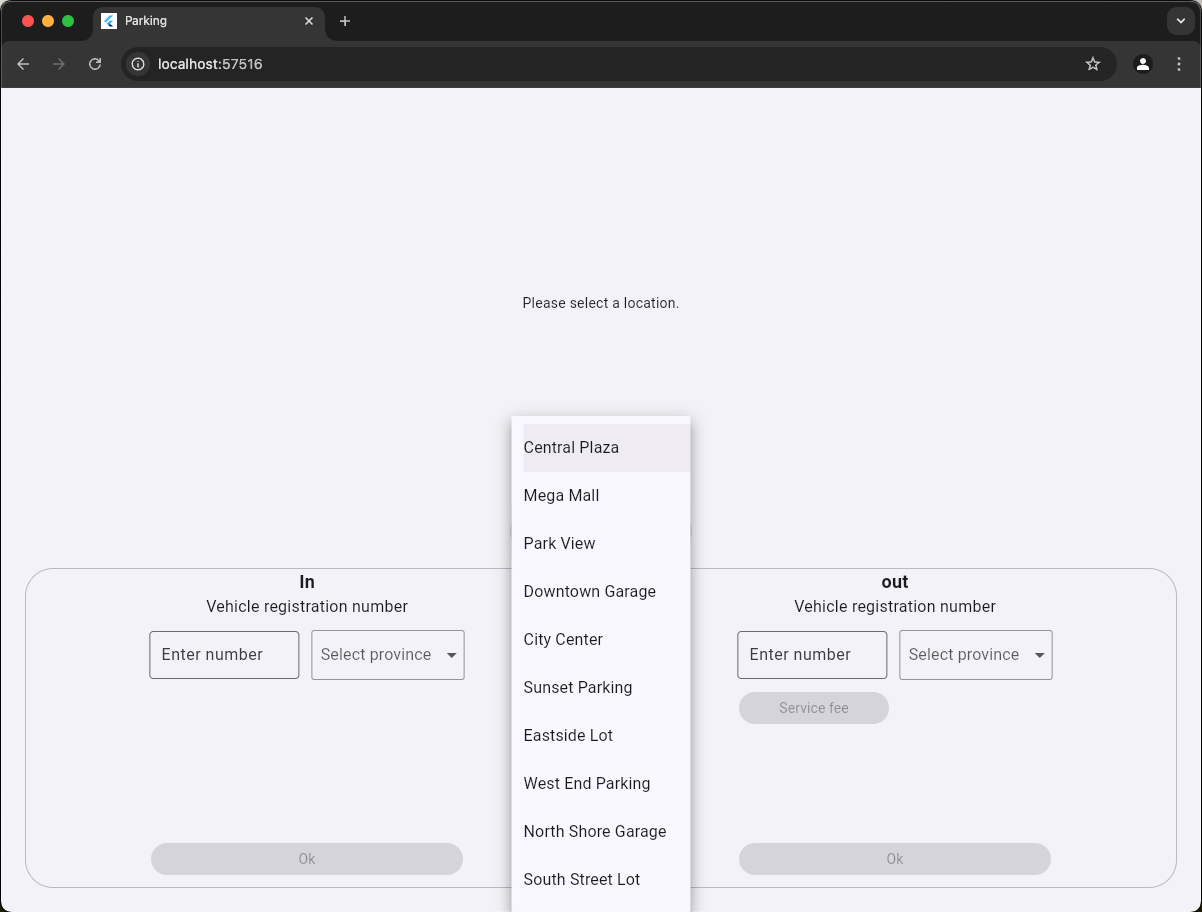 Parking
localhost:57516
Please select a location.
Central Plaza
Mega Mall
Park View
Downtown Garage
City Center
Sunset Parking
Eastside Lot
West End Parking
North Shore Garage
South Street Lot
In
Vehicle registration number
Enter number
Select province
Ok
out
Vehicle registration number
Enter number
Select province
Service fee
Ok